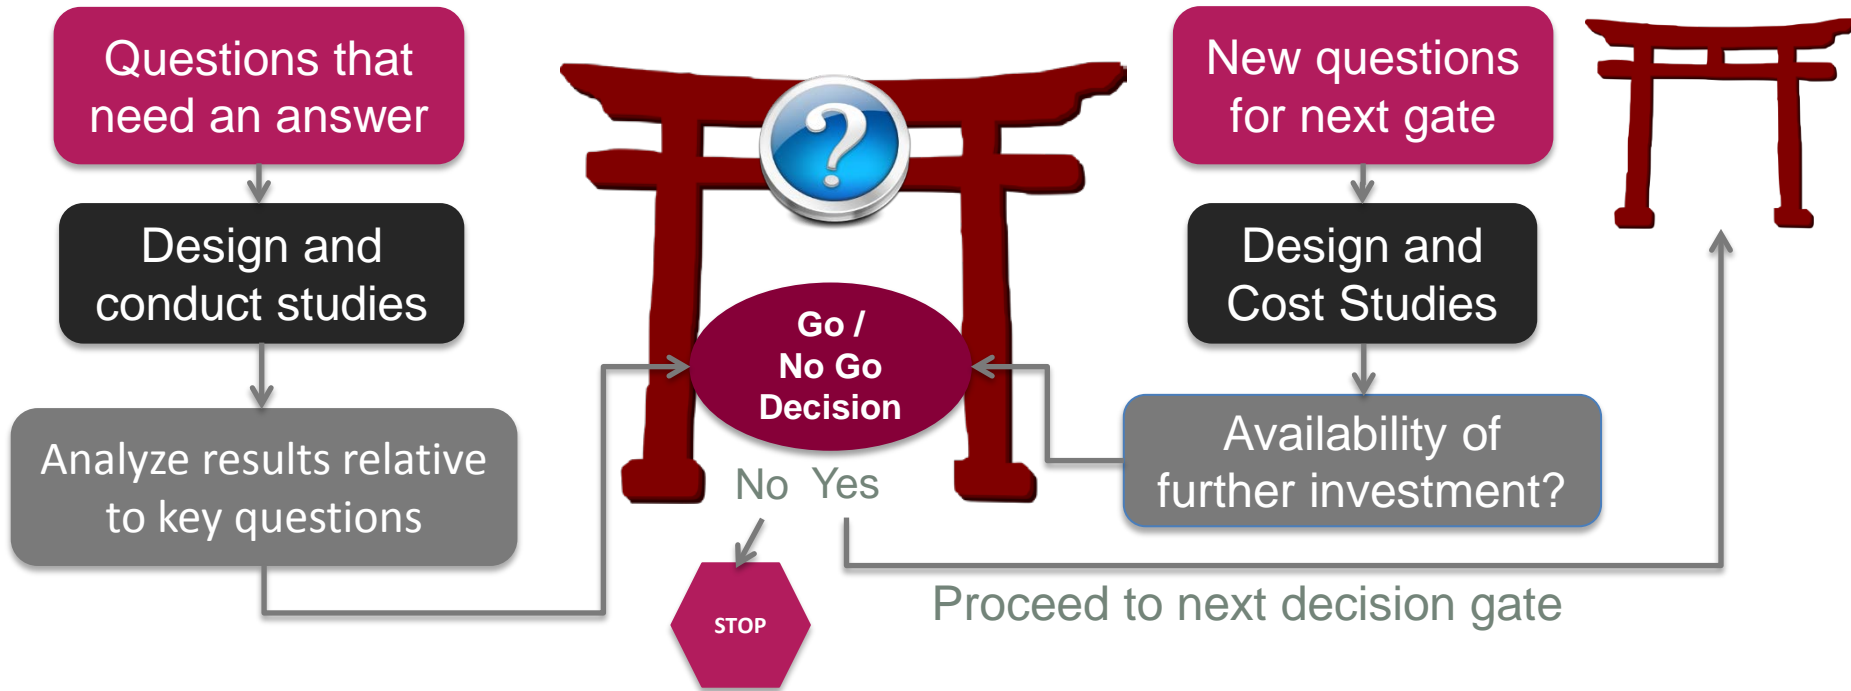 Questions that
need an answer
Design and
conduct studies
Analyze results relative
to key questions
?
Go /
No Go
Decision
No Yes
STOP
New questions
for next gate
Design and
Cost Studies
Availability of
further investment?
Proceed to next decision gate